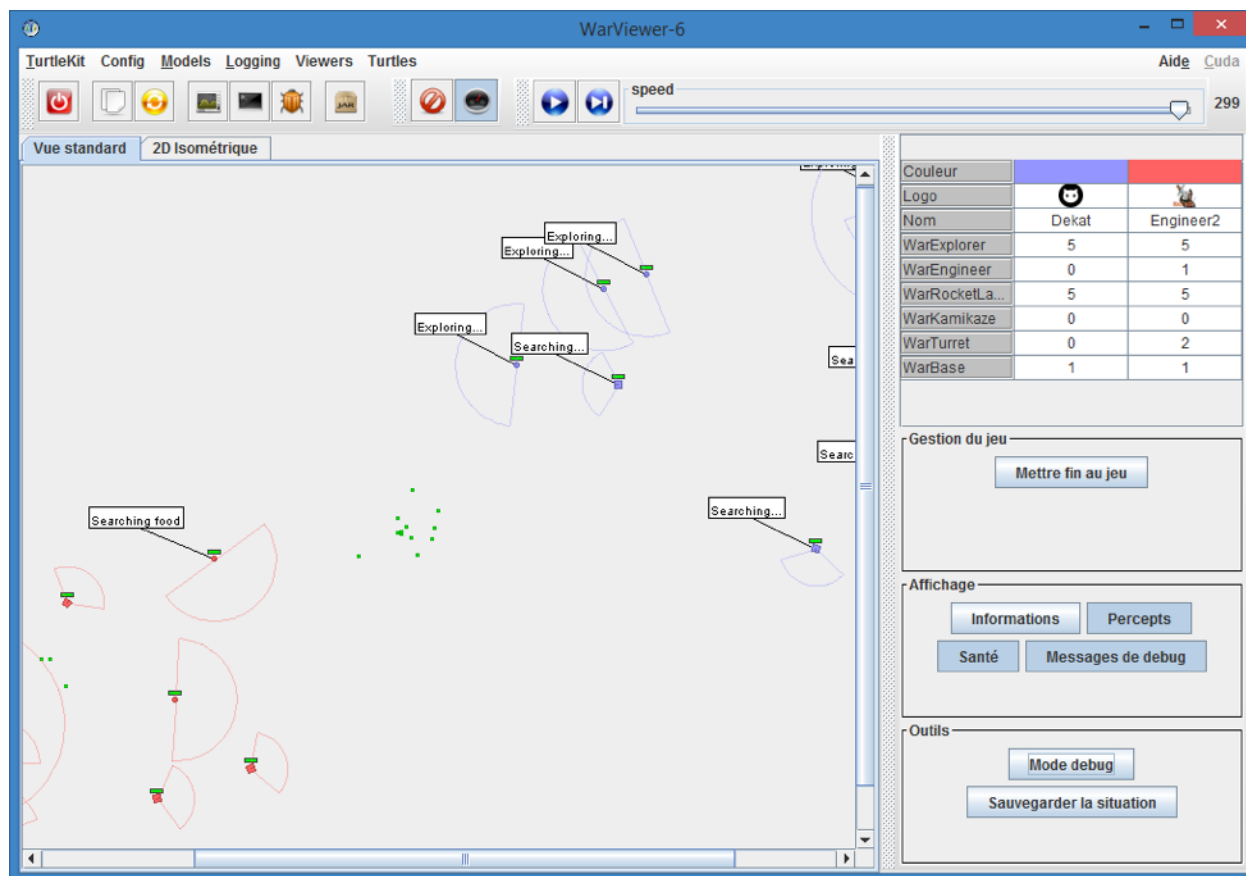 WarViewer-6
TurtleKit Config Models Logging Viewers Turtles Aide Cuda
JAR
speed
299
Vue standard 2D Isométrique
Exploring...
Exploring...
Exploring...
Searching...
Sea
Searc
Searching...
Searching food
Couleur
Logo
Nom Dekat Engineer2
WarExplorer 5 5
WarEngineer 0 1
WarRocketLa... 5 5
WarKamikaze 0 0
WarTurret 0 2
WarBase 1 1
Gestion du jeu
Mettre fin au jeu
Affichage
Informations Percepts
Santé Messages de debug
Outils
Mode debug
Sauvegarder la situation